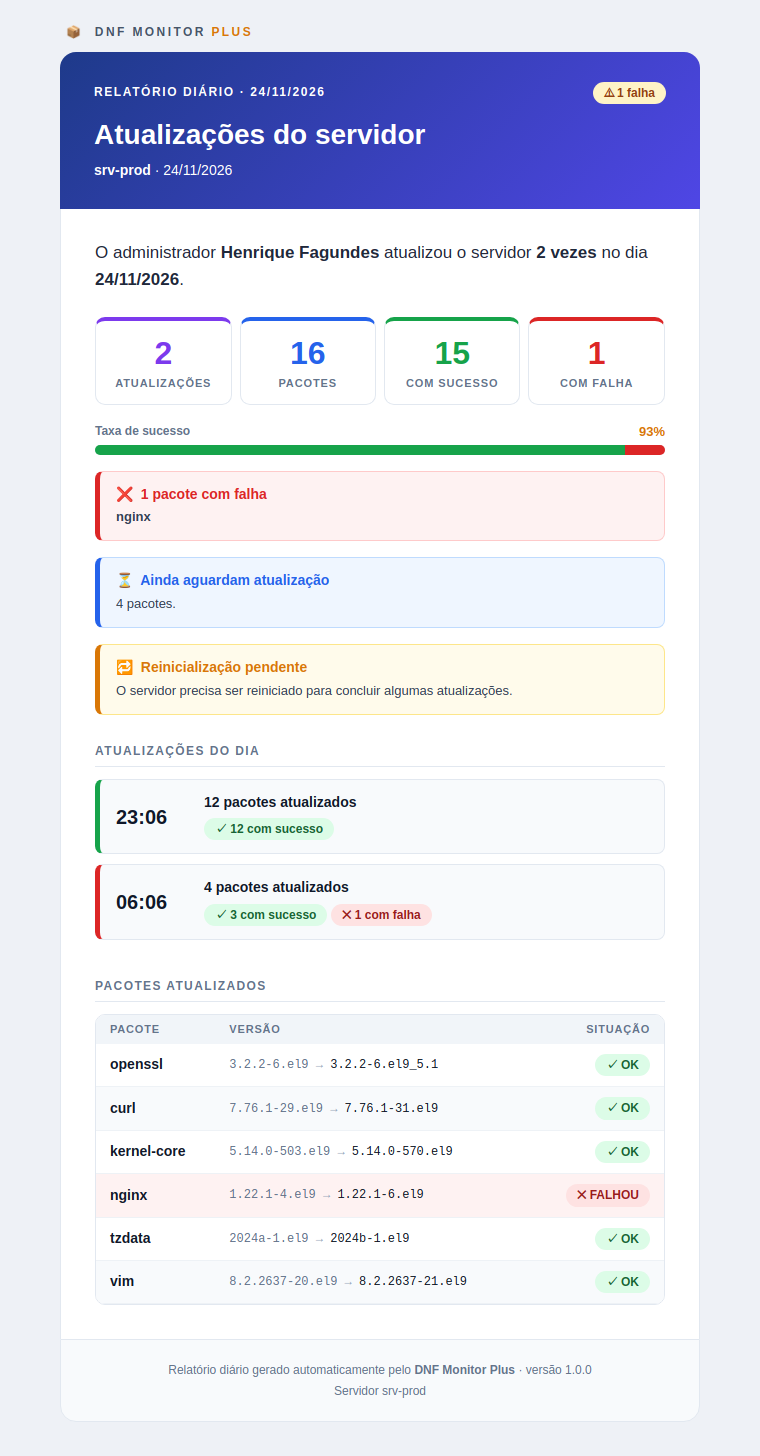 📦 DNF MONITOR PLUS
RELATÓRIO DIÁRIO · 24/11/2026
⚠ 1 falha
Atualizações do servidor
srv-prod · 24/11/2026
O administrador Henrique Fagundes atualizou o servidor 2 vezes no dia
24/11/2026.
2
ATUALIZAÇÕES
16
PACOTES
15
COM SUCESSO
1
COM FALHA
Taxa de sucesso
93%
❌ 1 pacote com falha
nginx
⏳ Ainda aguardam atualização
4 pacotes.
🔁 Reinicialização pendente
O servidor precisa ser reiniciado para concluir algumas atualizações.
ATUALIZAÇÕES DO DIA
23:06
12 pacotes atualizados
✓ 12 com sucesso
06:06
4 pacotes atualizados
✓ 3 com sucesso ✕ 1 com falha
PACOTES ATUALIZADOS
PACOTE VERSÃO SITUAÇÃO
openssl 3.2.2-6.el9 → 3.2.2-6.el9_5.1 ✓ OK
curl 7.76.1-29.el9 → 7.76.1-31.el9 ✓ OK
kernel-core 5.14.0-503.el9 → 5.14.0-570.el9 ✓ OK
nginx 1.22.1-4.el9 → 1.22.1-6.el9 ✕ FALHOU
tzdata 2024a-1.el9 → 2024b-1.el9 ✓ OK
vim 8.2.2637-20.el9 → 8.2.2637-21.el9 ✓ OK
Relatório diário gerado automaticamente pelo DNF Monitor Plus · versão 1.0.0
Servidor srv-prod